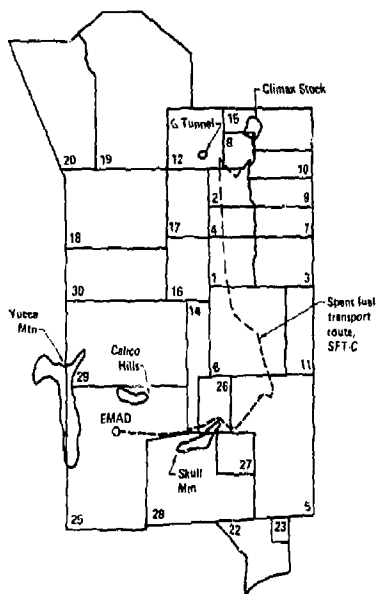 Climax Stock
15
G Tunnel
8
20
19
12
10
2
9
18
17
4
7
30
16
1
3
14
Yucca
Mtn
Calico
Hills
Spent fuel
transport
route,
SFT-C
29
6
11
26
EMAD
27
Skull
Mtn
25
28
5
22
23